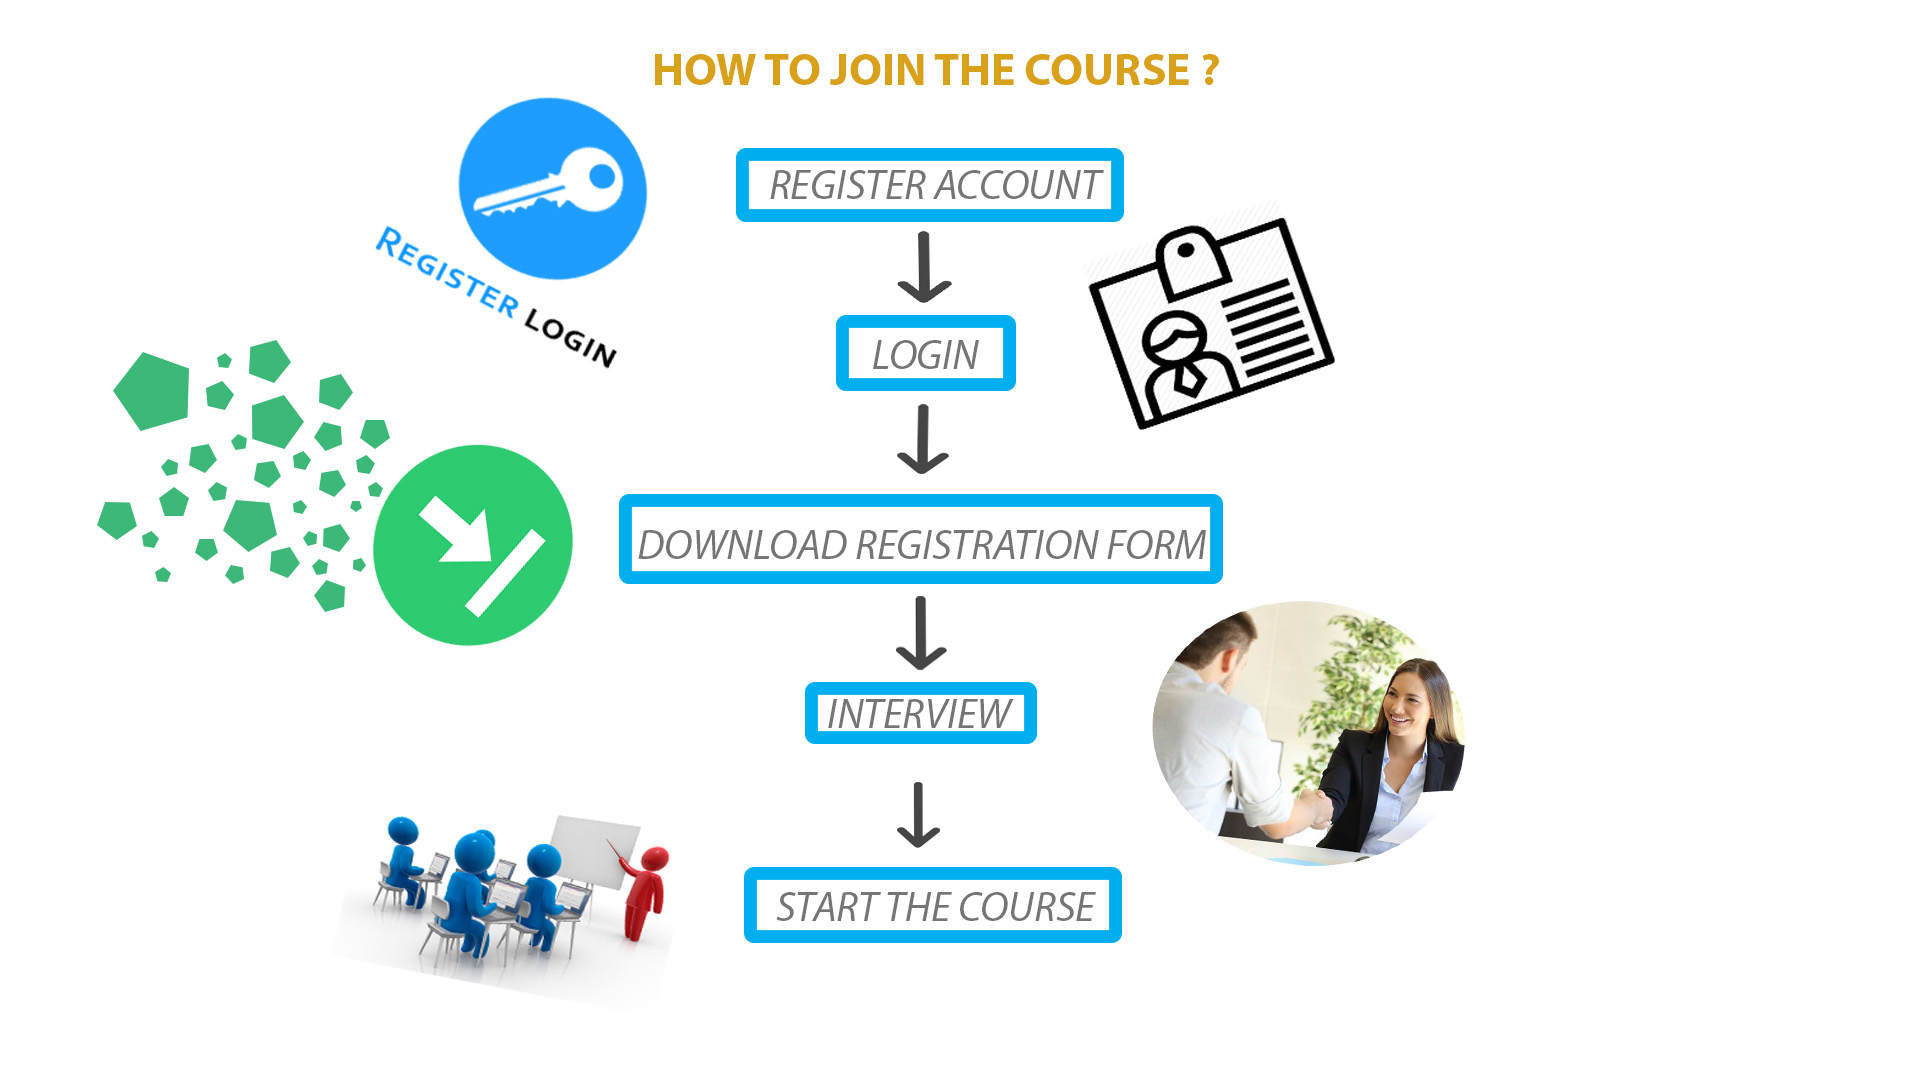 HOW TO JOIN THE COURSE ?
REGISTER ACCOUNT
REGISTER LOGIN
LOGIN
DOWNLOAD REGISTRATION FORM
INTERVIEW
START THE COURSE